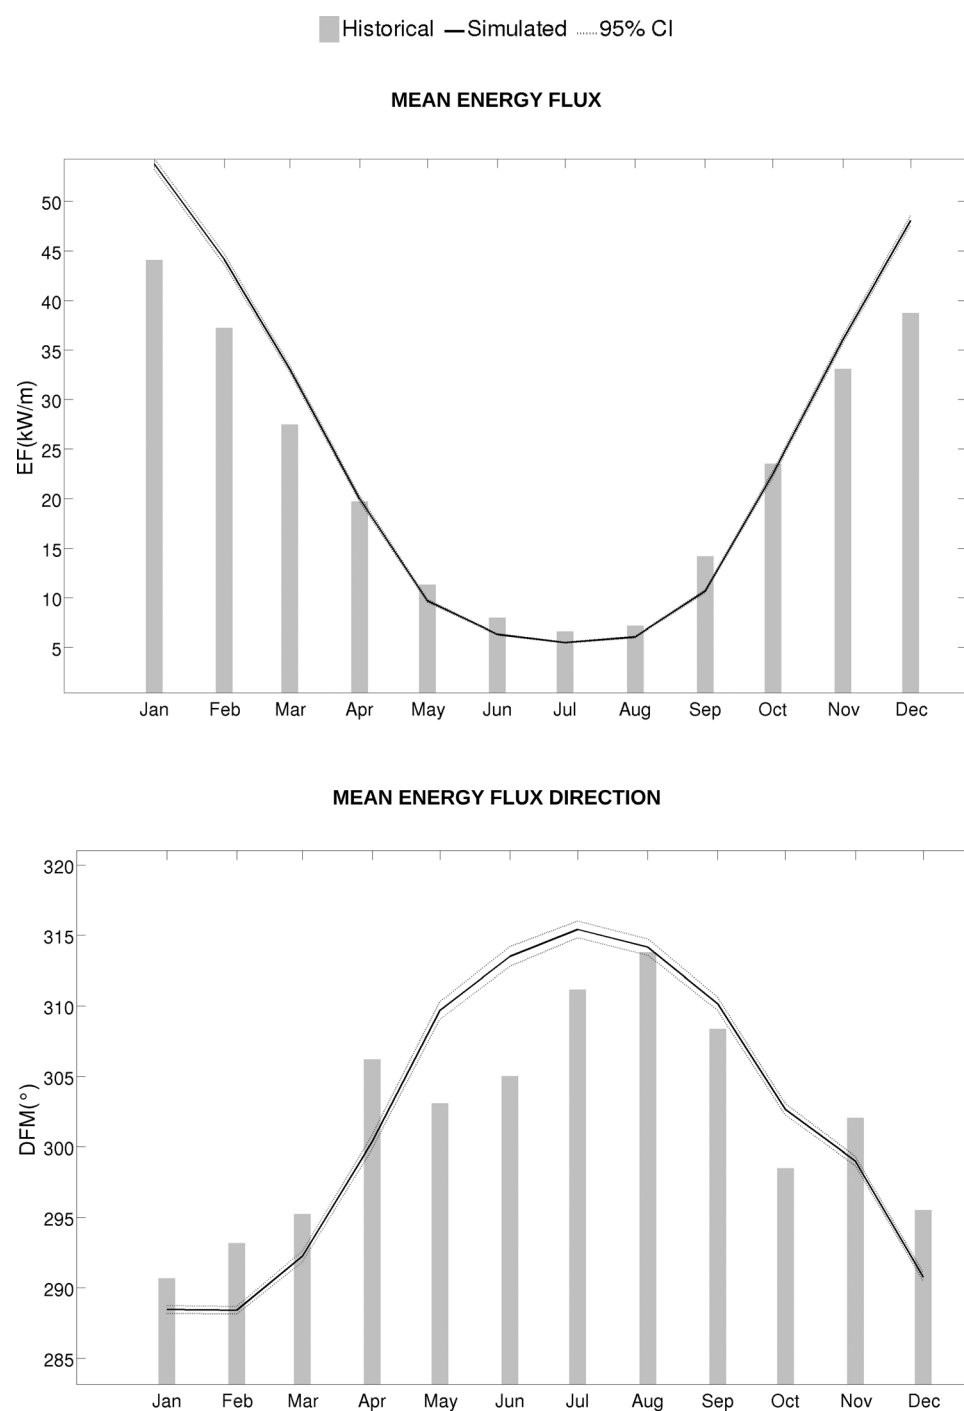 Historical Simulated 95% CI
MEAN ENERGY FLUX
EF(kW/m)
50
45
40
35
30
25
20
15
10
5
Jan Feb Mar Apr May Jun Jul Aug Sep Oct Nov Dec
MEAN ENERGY FLUX DIRECTION
DFM(°)
320
315
310
305
300
295
290
285
Jan Feb Mar Apr May Jun Jul Aug Sep Oct Nov Dec